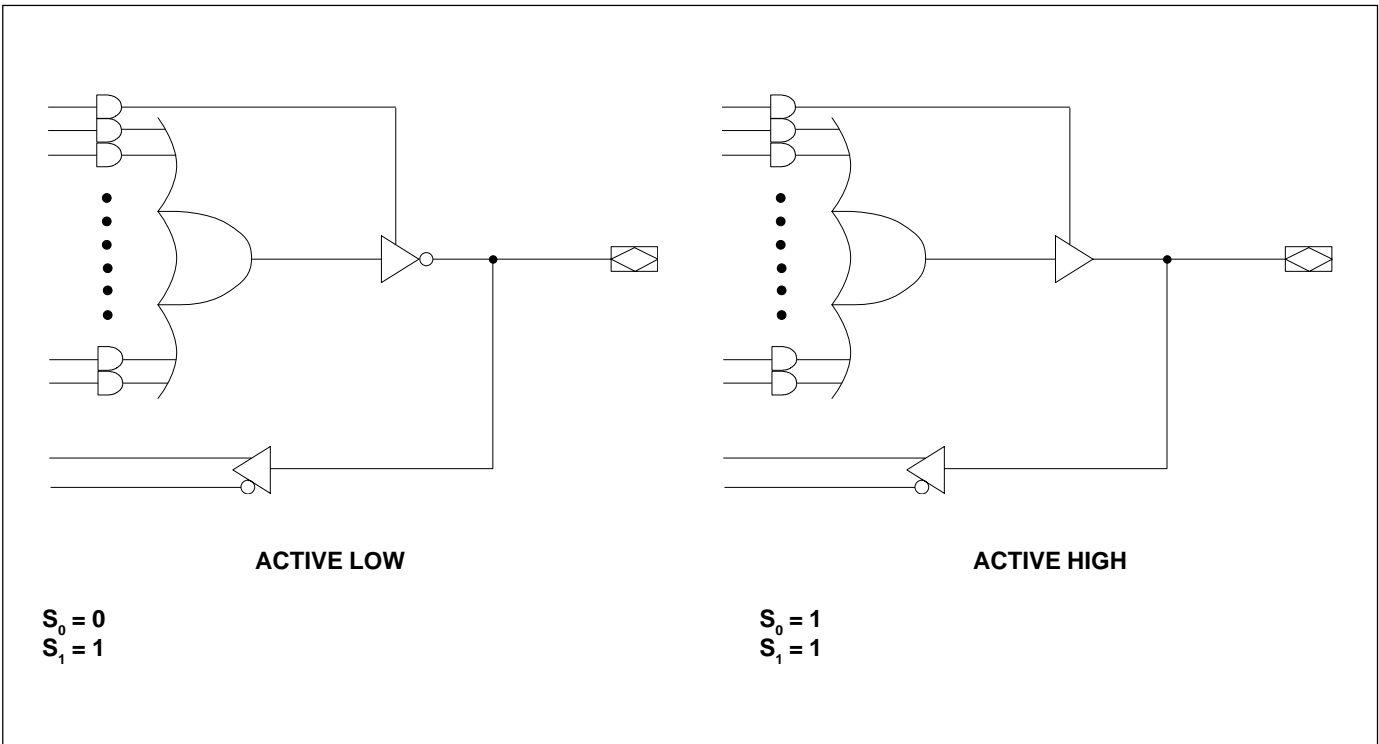 ACTIVE LOW
ACTIVE HIGH
S₀ = 0
S₁ = 1
S₀ = 1
S₁ = 1